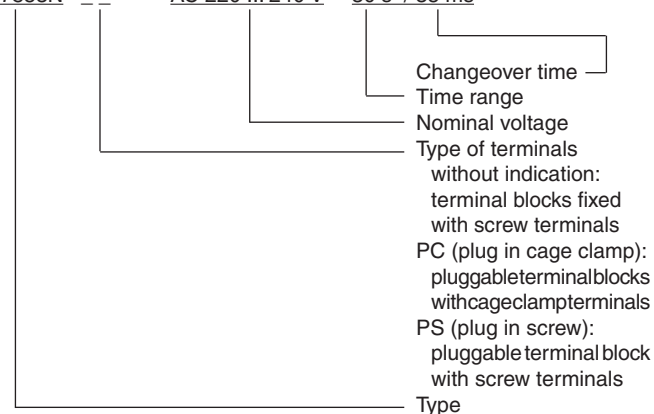 Changeover time
Time range
Nominal voltage
Type of terminals
without indication:
terminal blocks fixed
with screw terminals
PC (plug in cage clamp):
pluggableterminalblocks
withcageclampterminals
PS (plug in screw):
pluggable terminal block
with screw terminals
Type